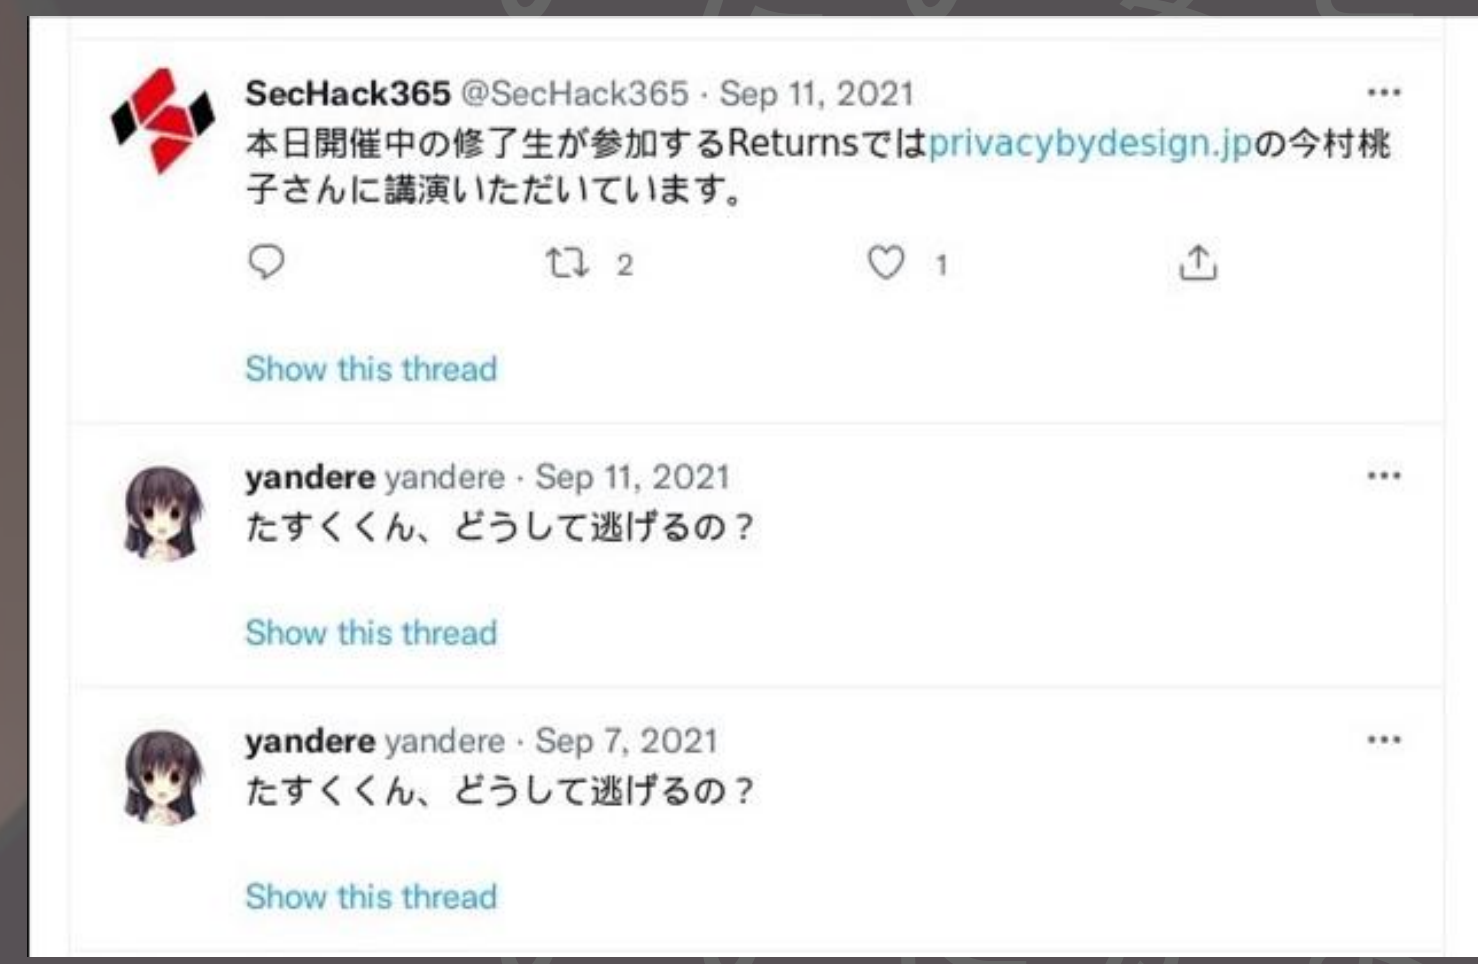 SecHack365 @SecHack365 · Sep 11, 2021
本日開催中の修了生が参加するReturnsではprivacybydesign.jpの今村桃
子さんに講演いただいています。
2 1
Show this thread
yandere yandere · Sep 11, 2021
たすくくん、どうして逃げるの？
Show this thread
yandere yandere · Sep 7, 2021
たすくくん、どうして逃げるの？
Show this thread